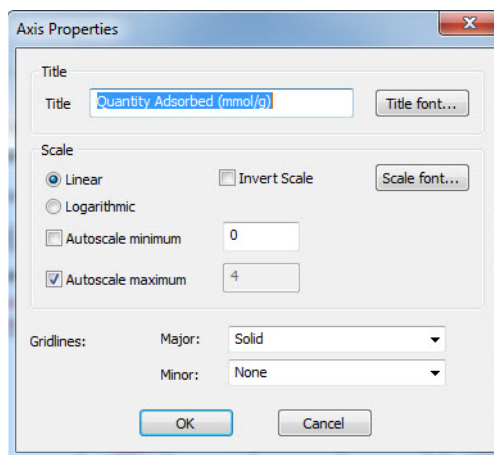 Axis Properties
X
Title
Title Quantity Adsorbed (mmol/g) Title font...
Scale
Linear Invert Scale Scale font...
Logarithmic
Autoscale minimum 0
Autoscale maximum 4
Gridlines: Major: Solid
Minor: None
OK Cancel